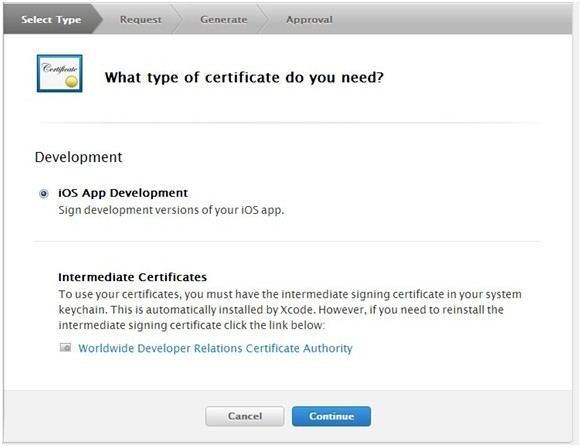 Select Type Request Generate Approval
Certificate
What type of certificate do you need?
Development
iOS App Development
Sign development versions of your iOS app.
Intermediate Certificates
To use your certificates, you must have the intermediate signing certificate in your system
keychain. This is automatically installed by Xcode. However, if you need to reinstall the
intermediate signing certificate click the link below:
Worldwide Developer Relations Certificate Authority
Cancel Continue